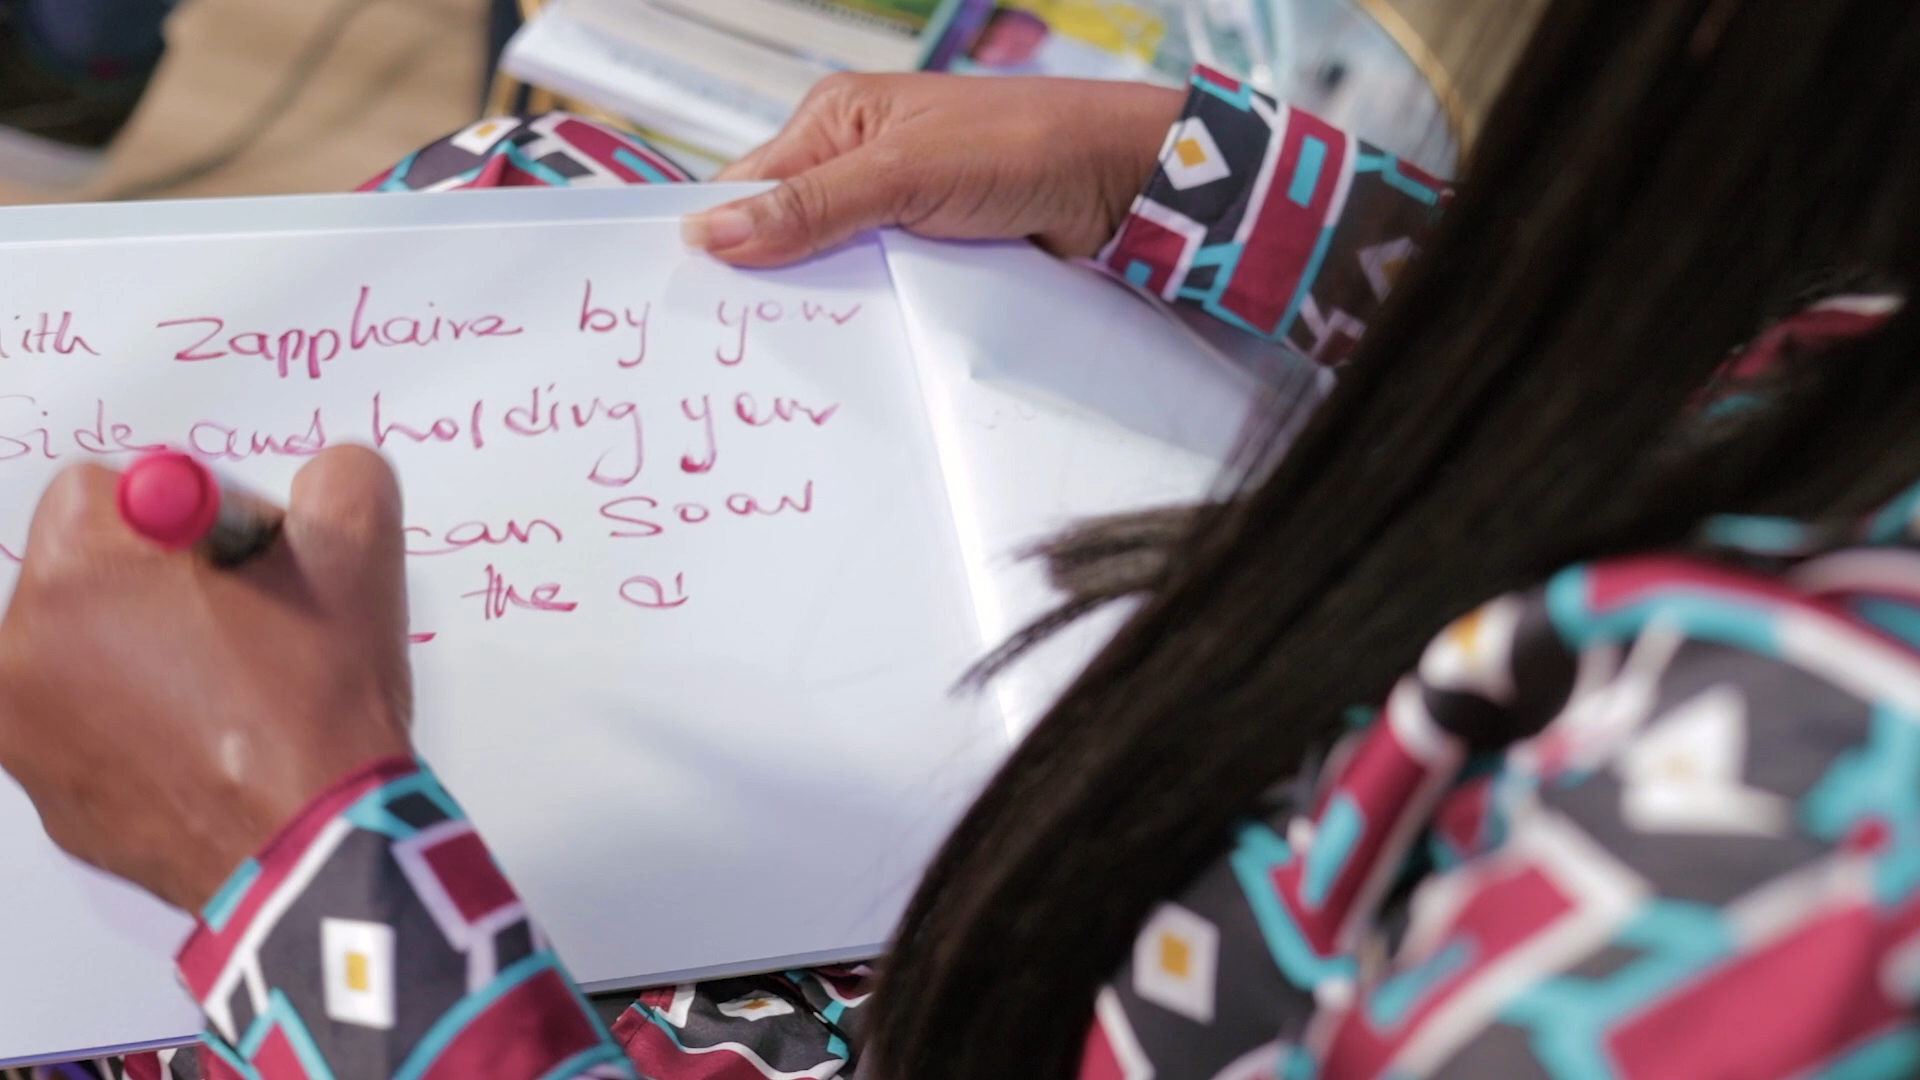 ith Zapphaire by your
Side and holding your
can Soar
the a